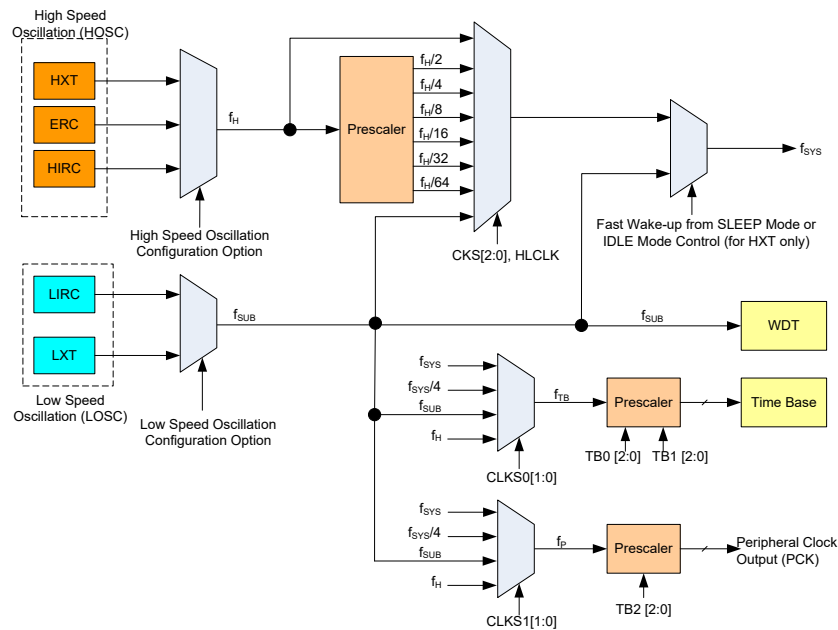 High Speed
Oscillation (HOSC)
HXT
ERC
HIRC
fH
High Speed Oscillation
Configuration Option
Prescaler
fH/2
fH/4
fH/8
fH/16
fH/32
fH/64
CKS[2:0], HLCLK
fSYS
Fast Wake-up from SLEEP Mode or
IDLE Mode Control (for HXT only)
LIRC
LXT
Low Speed
Oscillation (LOSC)
fSUB
Low Speed Oscillation
Configuration Option
fSUB
WDT
fSYS
fSYS/4
fSUB
fH
CLKS0[1:0]
fTB
Prescaler
TB0 [2:0]
TB1 [2:0]
Time Base
fSYS
fSYS/4
fSUB
fH
CLKS1[1:0]
fP
Prescaler
TB2 [2:0]
Peripheral Clock
Output (PCK)